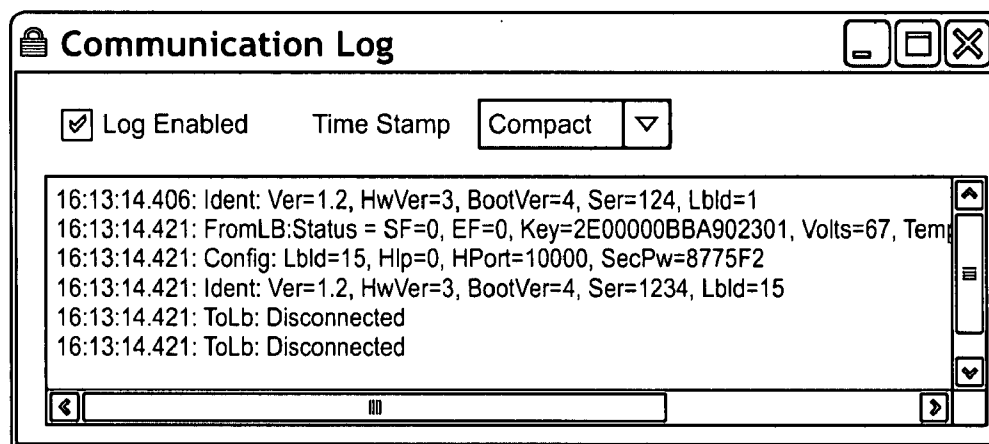 Communication Log
Log Enabled Time Stamp Compact
16:13:14.406: Ident: Ver=1.2, HwVer=3, BootVer=4, Ser=124, LbId=1
16:13:14.421: FromLB:Status = SF=0, EF=0, Key=2E00000BBA902301, Volts=67, Temp
16:13:14.421: Config: LbId=15, HIp=0, HPort=10000, SecPw=8775F2
16:13:14.421: Ident: Ver=1.2, HwVer=3, BootVer=4, Ser=1234, LbId=15
16:13:14.421: ToLb: Disconnected
16:13:14.421: ToLb: Disconnected